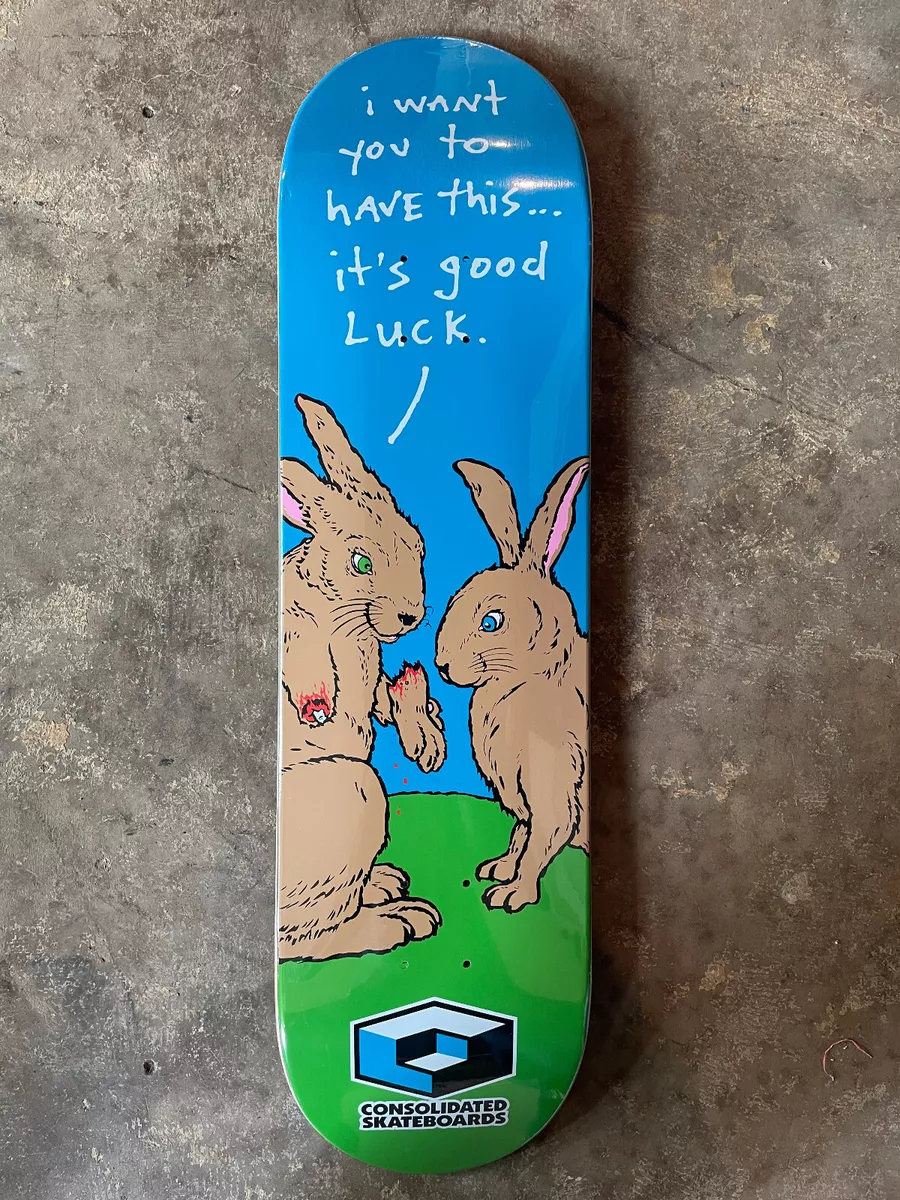 i WANT
you to
hAVE this...
it's good
Luck.
CONSOLIDATED
SKATEBOARDS